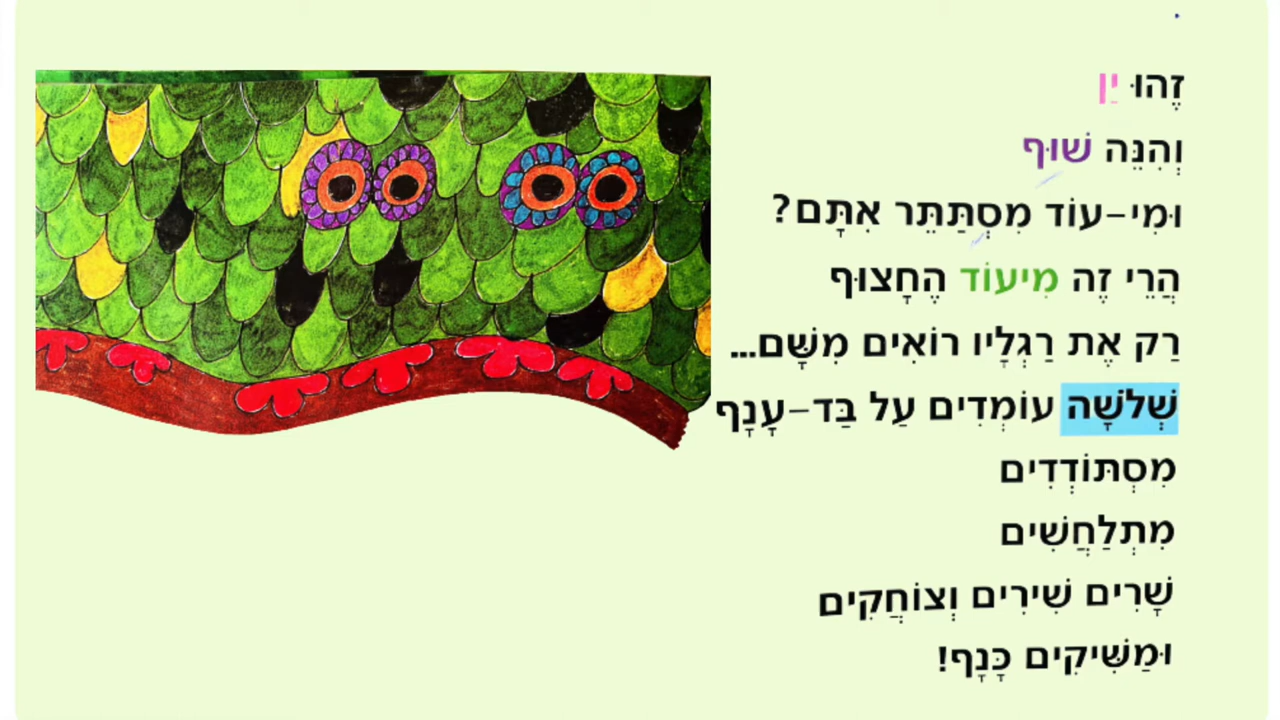 זֶהוּ יַן
וְהִנֵּה שׁוּף
וּמִי-עוֹד מִסְתַּתֵּר אִתָּם?
הֲרֵי זֶה מִיעוֹד הֶחָצוּף
רַק אֶת רַגְלָיו רוֹאִים מִשָּׁם...
שְׁלֹשָׁה עוֹמְדִים עַל בַּד-עָנָף
מִסְתּוֹדְדִים
מִתְלַחֲשִׁים
שָׁרִים שִׁירִים וְצוֹחֲקִים
וּמַשִּׁיקִים כָּנָף!